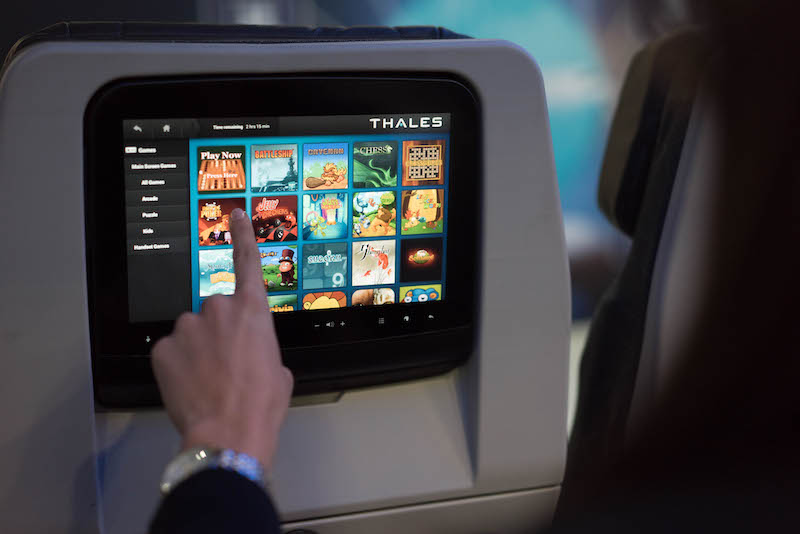 Time remaining 2 hrs 15 min
THALES
Games
Main Screen Games
All Games
Arcade
Puzzle
Kids
Handset Games
Play Now
Press Here
BATTLESHIP
CAVEMAN
CHESS